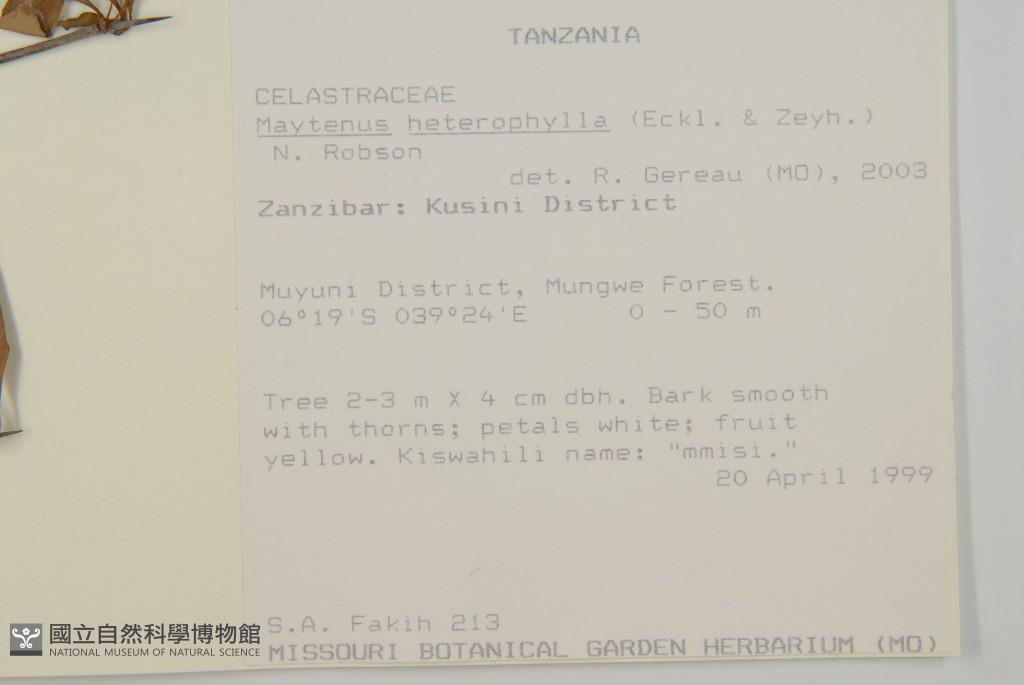 TANZANIA
CELASTRACEAE
Maytenus heterophylla (Eckl. & Zeyh.)
N. Robson
det. R. Gereau (MO), 2003
Zanzibar: Kusini District
Muyuni District, Mungwe Forest.
06°19'S 039°24'E 0 - 50 m
Tree 2-3 m X 4 cm dbh. Bark smooth
with thorns; petals white; fruit
yellow. Kiswahili name: "mmisi."
20 April 1999
S.A. Fakih 213
MISSOURI BOTANICAL GARDEN HERBARIUM (MO)
國立自然科學博物館
NATIONAL MUSEUM OF NATURAL SCIENCE